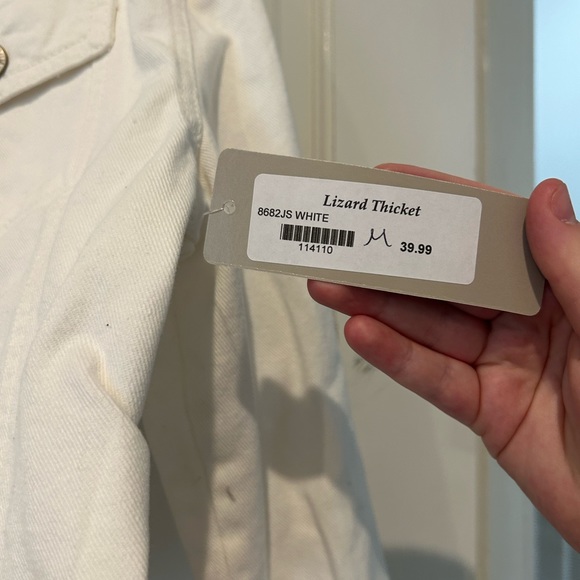 Lizard Thicket
8682JS WHITE
M 39.99
114110